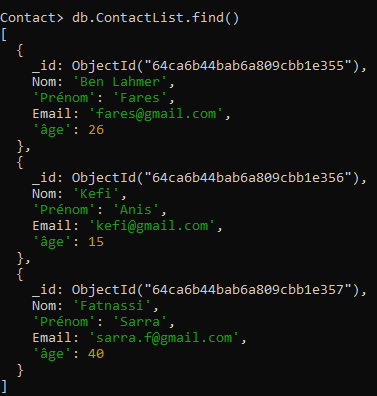 Contact> db.ContactList.find()
[
  {
    _id: ObjectId("64ca6b44bab6a809cbb1e355"),
    Nom: 'Ben Lahmer',
    'Prénom': 'Fares',
    Email: 'fares@gmail.com',
    'âge': 26
  },
  {
    _id: ObjectId("64ca6b44bab6a809cbb1e356"),
    Nom: 'Kefi',
    'Prénom': 'Anis',
    Email: 'kefi@gmail.com',
    'âge': 15
  },
  {
    _id: ObjectId("64ca6b44bab6a809cbb1e357"),
    Nom: 'Fatnassi',
    'Prénom': 'Sarra',
    Email: 'sarra.f@gmail.com',
    'âge': 40
  }
]